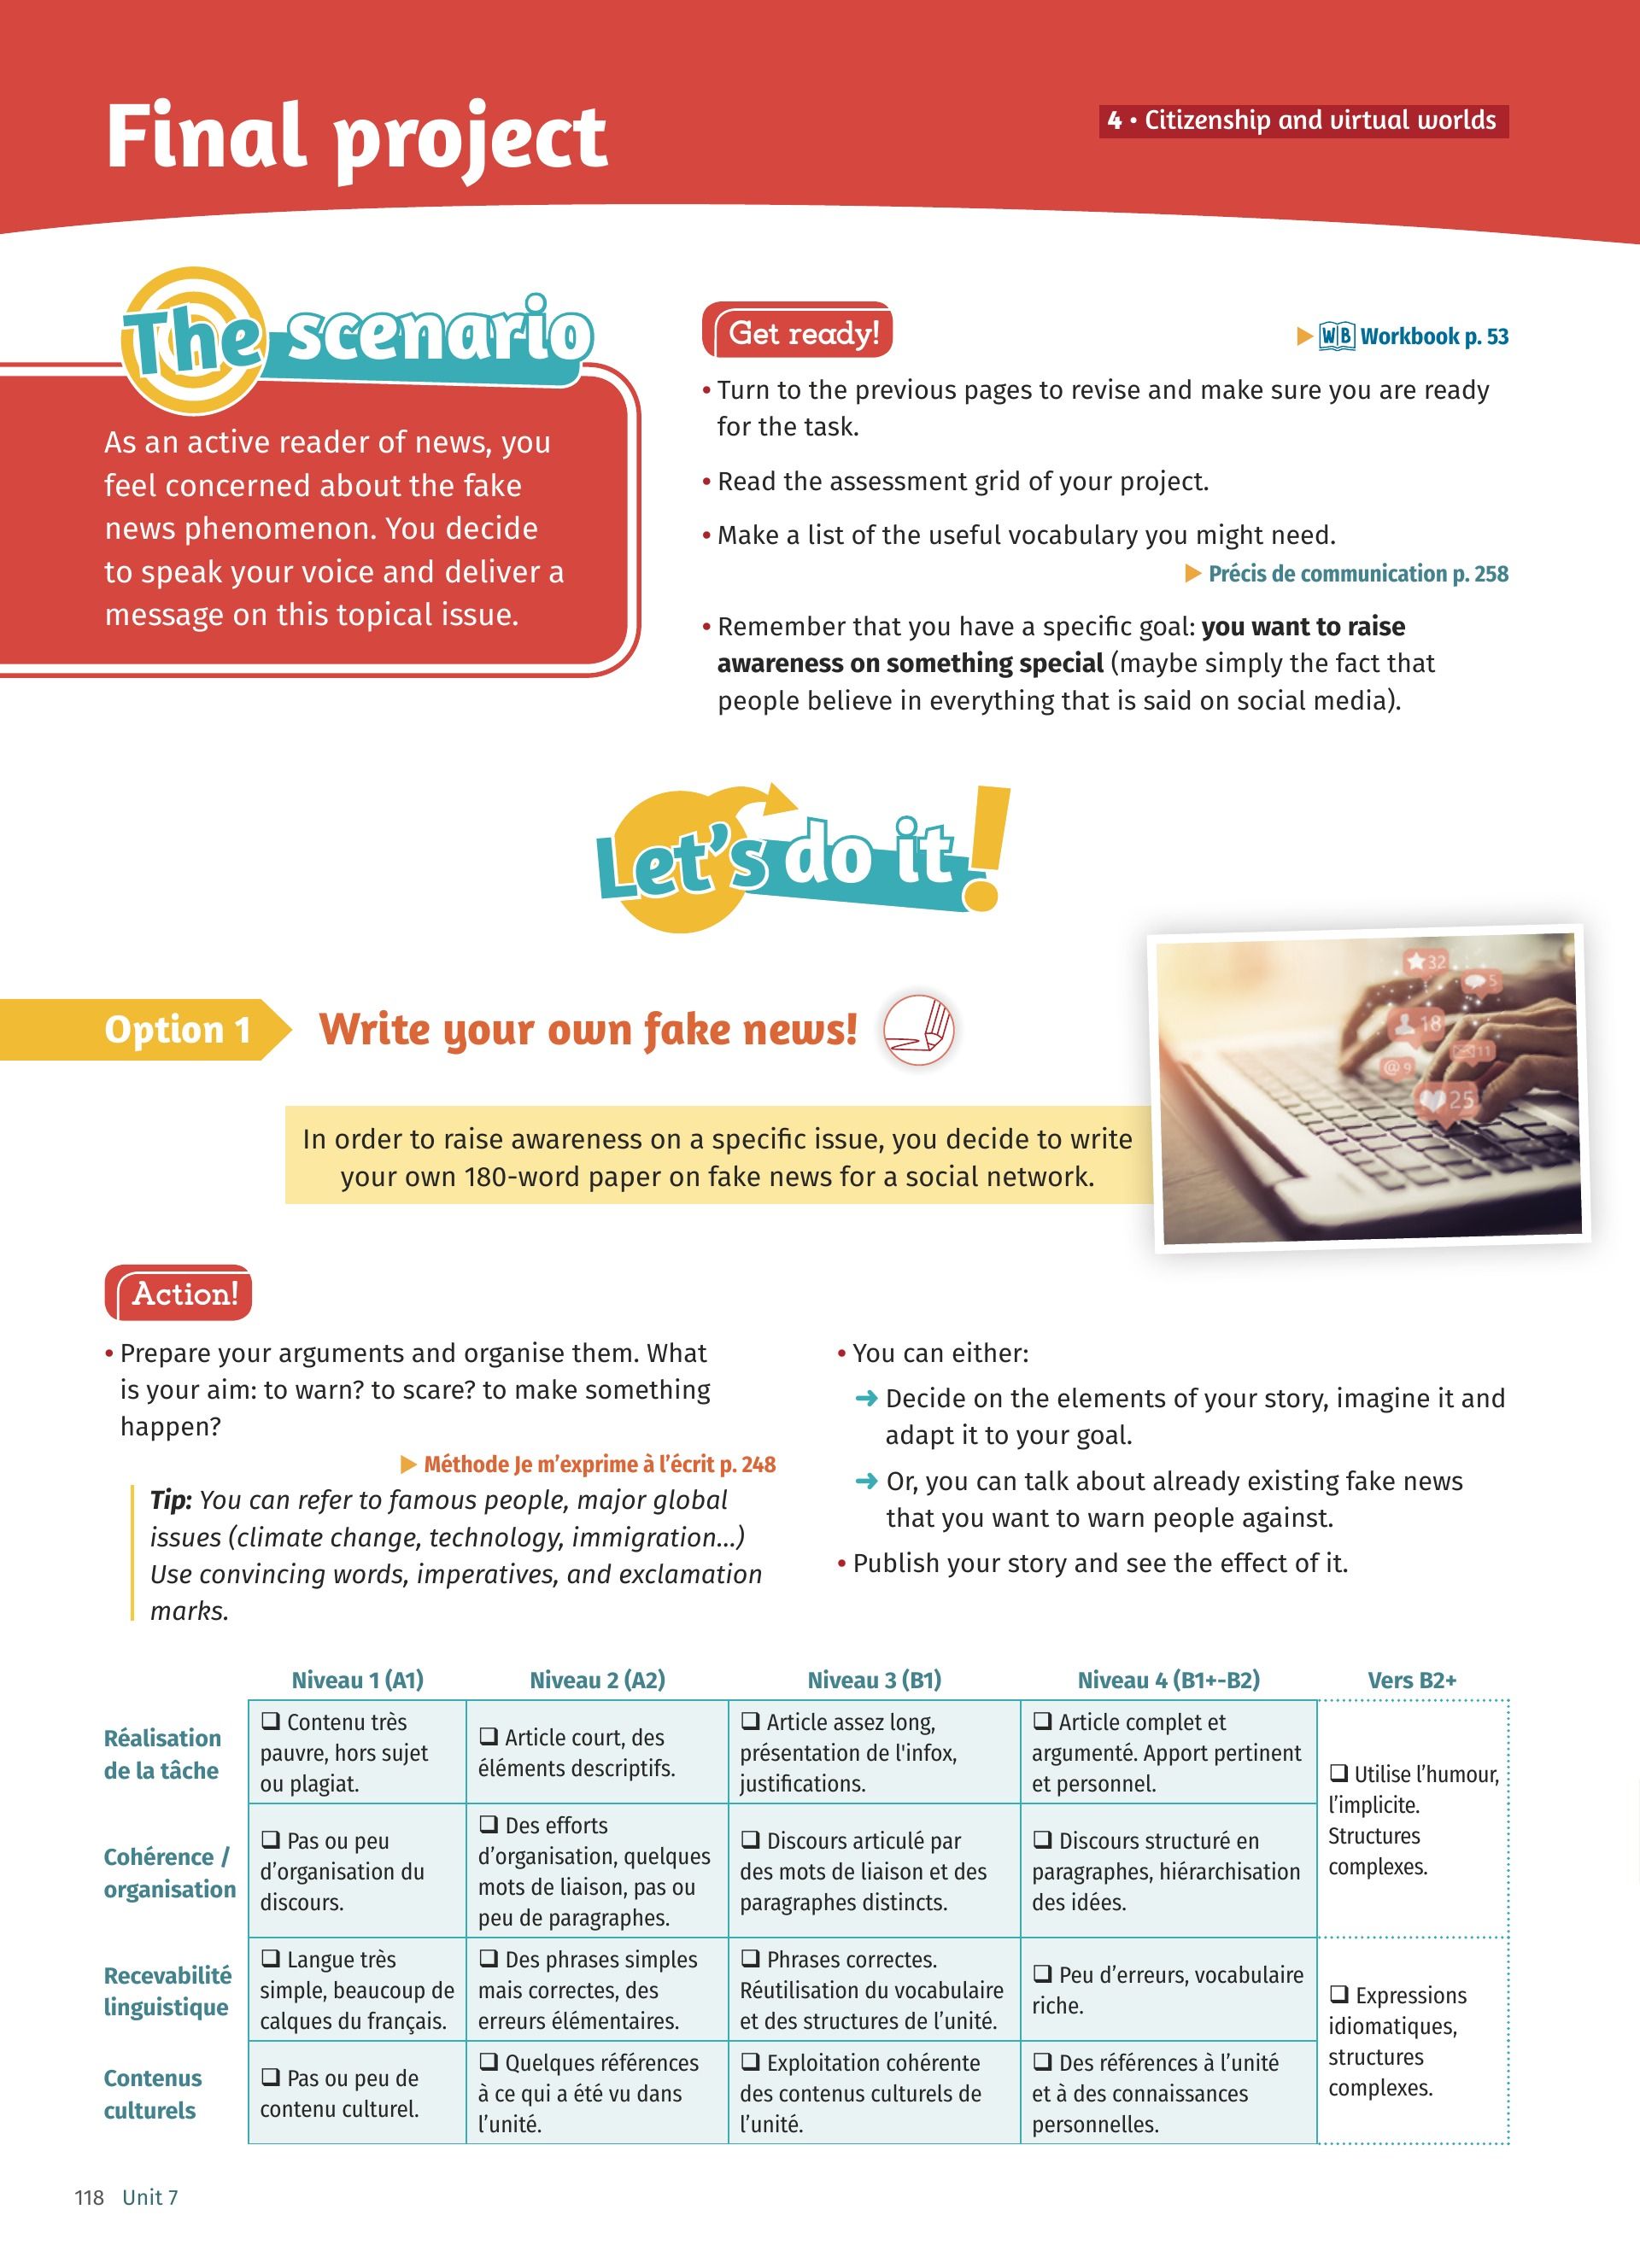 Final project
4 • Citizenship and virtual worlds
The scenario
As an active reader of news, you
feel concerned about the fake
news phenomenon. You decide
to speak your voice and deliver a
message on this topical issue.
Get ready!
▶ WB Workbook p. 53
• Turn to the previous pages to revise and make sure you are ready
for the task.
• Read the assessment grid of your project.
• Make a list of the useful vocabulary you might need.
▶ Précis de communication p. 258
• Remember that you have a specific goal: you want to raise
awareness on something special (maybe simply the fact that
people believe in everything that is said on social media).
Let's do it!
Option 1
Write your own fake news!
In order to raise awareness on a specific issue, you decide to write
your own 180-word paper on fake news for a social network.
32
5
18
11
@ 9
25
Action!
• Prepare your arguments and organise them. What
is your aim: to warn? to scare? to make something
happen?
▶ Méthode Je m'exprime à l'écrit p. 248
Tip: You can refer to famous people, major global
issues (climate change, technology, immigration...)
Use convincing words, imperatives, and exclamation
marks.
• You can either:
➜ Decide on the elements of your story, imagine it and
adapt it to your goal.
➜ Or, you can talk about already existing fake news
that you want to warn people against.
• Publish your story and see the effect of it.
Niveau 1 (A1) Niveau 2 (A2) Niveau 3 (B1) Niveau 4 (B1+-B2) Vers B2+
Réalisation
de la tâche
❑ Contenu très
pauvre, hors sujet
ou plagiat.
❑ Article court, des
éléments descriptifs.
❑ Article assez long,
présentation de l'infox,
justifications.
❑ Article complet et
argumenté. Apport pertinent
et personnel.
❑ Utilise l'humour,
l'implicite.
Structures
complexes.
Cohérence /
organisation
❑ Pas ou peu
d'organisation du
discours.
❑ Des efforts
d'organisation, quelques
mots de liaison, pas ou
peu de paragraphes.
❑ Discours articulé par
des mots de liaison et des
paragraphes distincts.
❑ Discours structuré en
paragraphes, hiérarchisation
des idées.
Recevabilité
linguistique
❑ Langue très
simple, beaucoup de
calques du français.
❑ Des phrases simples
mais correctes, des
erreurs élémentaires.
❑ Phrases correctes.
Réutilisation du vocabulaire
et des structures de l'unité.
❑ Peu d'erreurs, vocabulaire
riche.
❑ Expressions
idiomatiques,
structures
complexes.
Contenus
culturels
❑ Pas ou peu de
contenu culturel.
❑ Quelques références
à ce qui a été vu dans
l'unité.
❑ Exploitation cohérente
des contenus culturels de
l'unité.
❑ Des références à l'unité
et à des connaissances
personnelles.
118 Unit 7